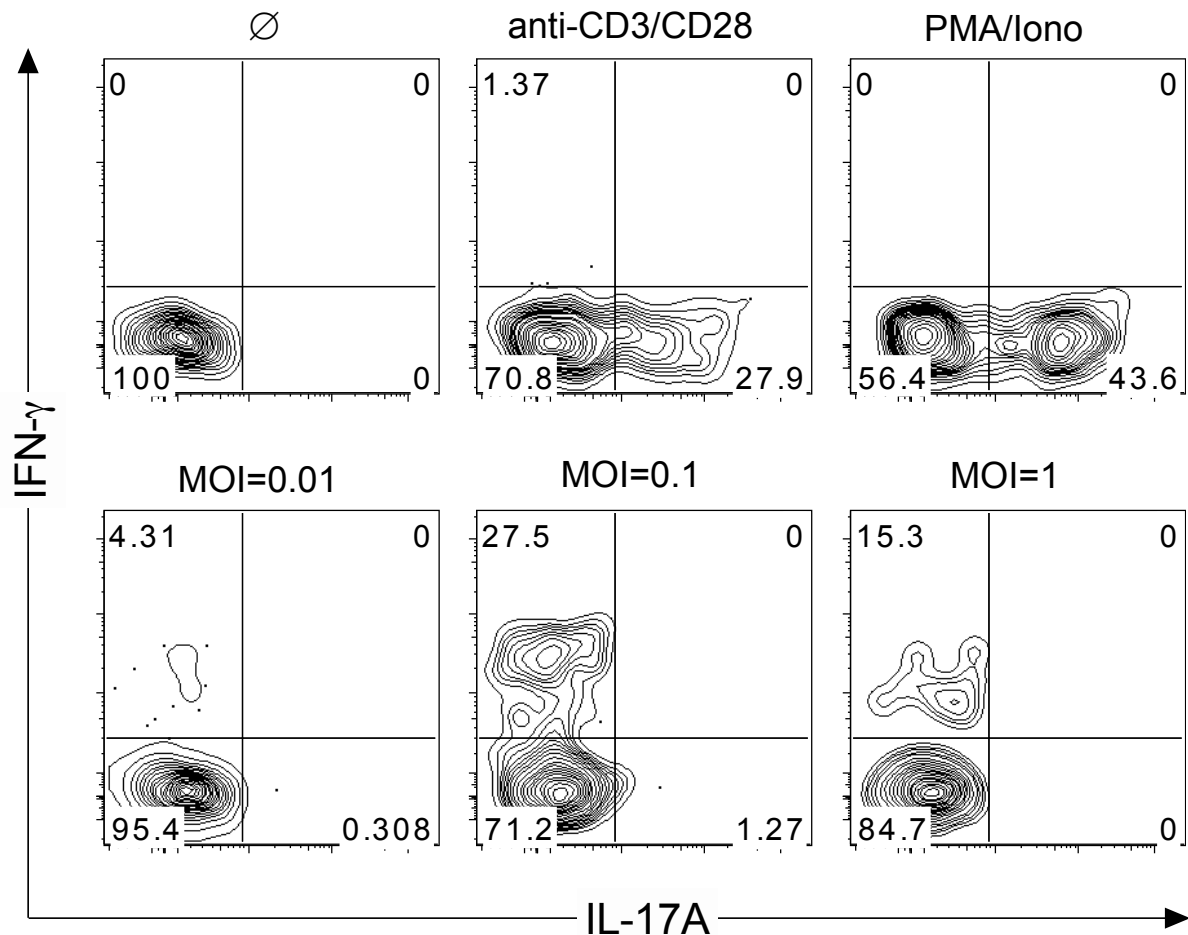 ∅ anti-CD3/CD28 PMA/Iono
0 0 1.37 0 0 0
100 0 70.8 27.9 56.4 43.6
IFN-γ
MOI=0.01 MOI=0.1 MOI=1
4.31 0 27.5 0 15.3 0
95.4 0.308 71.2 1.27 84.7 0
IL-17A